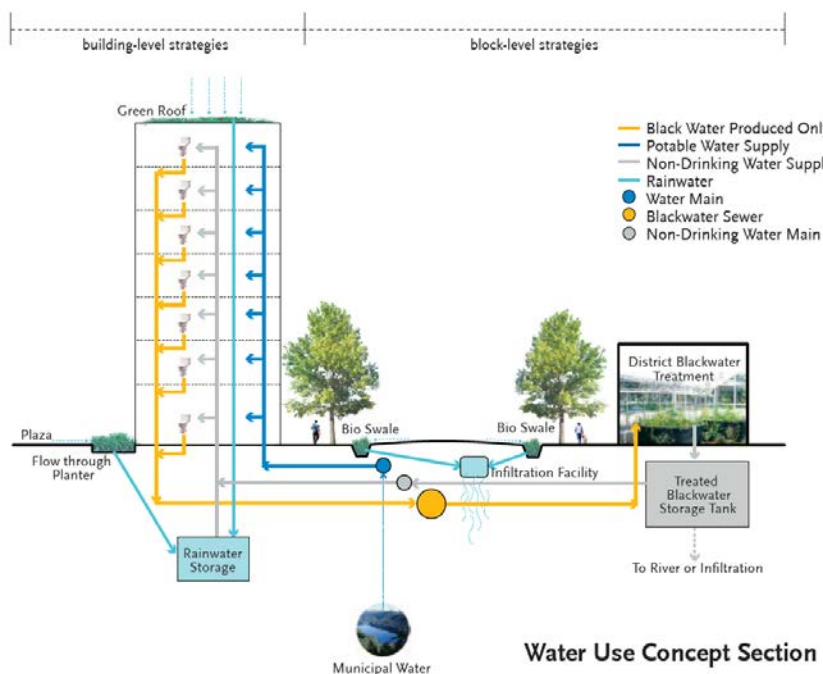 building-level strategies
block-level strategies
Green Roof
Black Water Produced Only
Potable Water Supply
Non-Drinking Water Suppl
Rainwater
Water Main
Blackwater Sewer
Non-Drinking Water Main
District Blackwater
Treatment
Plaza
Flow through
Planter
Bio Swale
Bio Swale
Infiltration Facility
Treated
Blackwater
Storage Tank
Rainwater
Storage
To River or Infiltration
Municipal Water
Water Use Concept Section